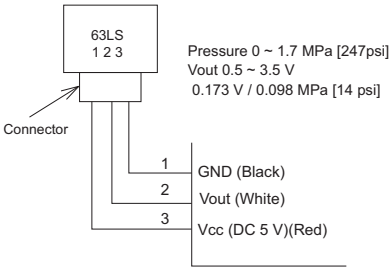 63LS
1 2 3
Pressure 0 ~ 1.7 MPa [247psi]
Vout 0.5 ~ 3.5 V
0.173 V / 0.098 MPa [14 psi]
Connector
1
GND (Black)
2
Vout (White)
3
Vcc (DC 5 V)(Red)